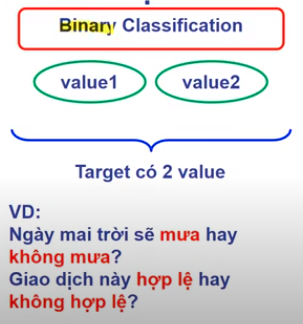 Binary Classification
value1 value2
Target có 2 value
VD:
Ngày mai trời sẽ mưa hay
không mưa?
Giao dịch này hợp lệ hay
không hợp lệ?